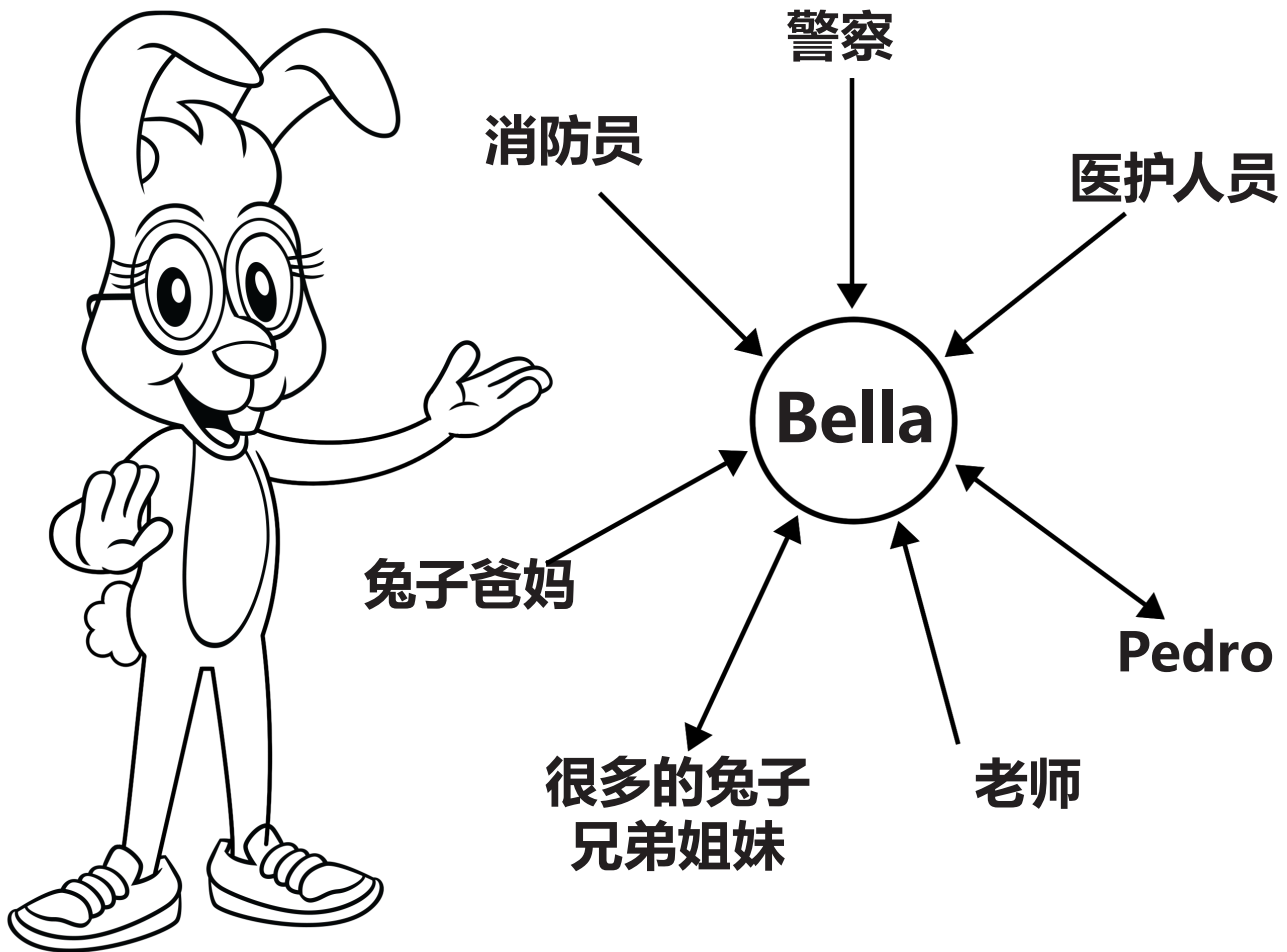 警察
消防员
医护人员
Bella
兔子爸妈
Pedro
很多的兔子
兄弟姐妹
老师